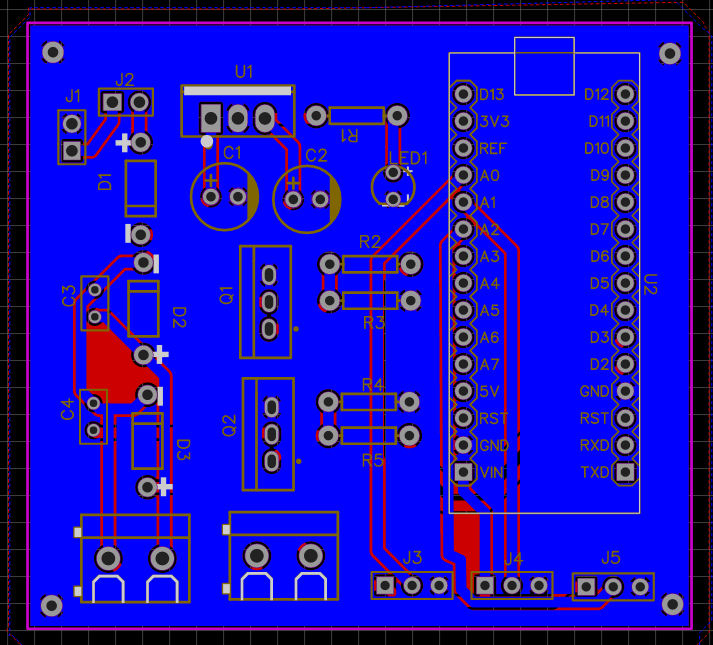 U1
J2
J1
D13
D12
3V3
D11
R1
REF
D10
C1
C2
LED1
D1
A0
D9
A1
D8
A2
D7
R2
A3
D6
A4
D5
U2
C3
Q1
D2
R3
A5
D4
A6
D3
A7
D2
R4
5V
GND
C4
Q2
RST
RST
D3
R5
GND
RXD
VIN
TXD
J3
J4
J5